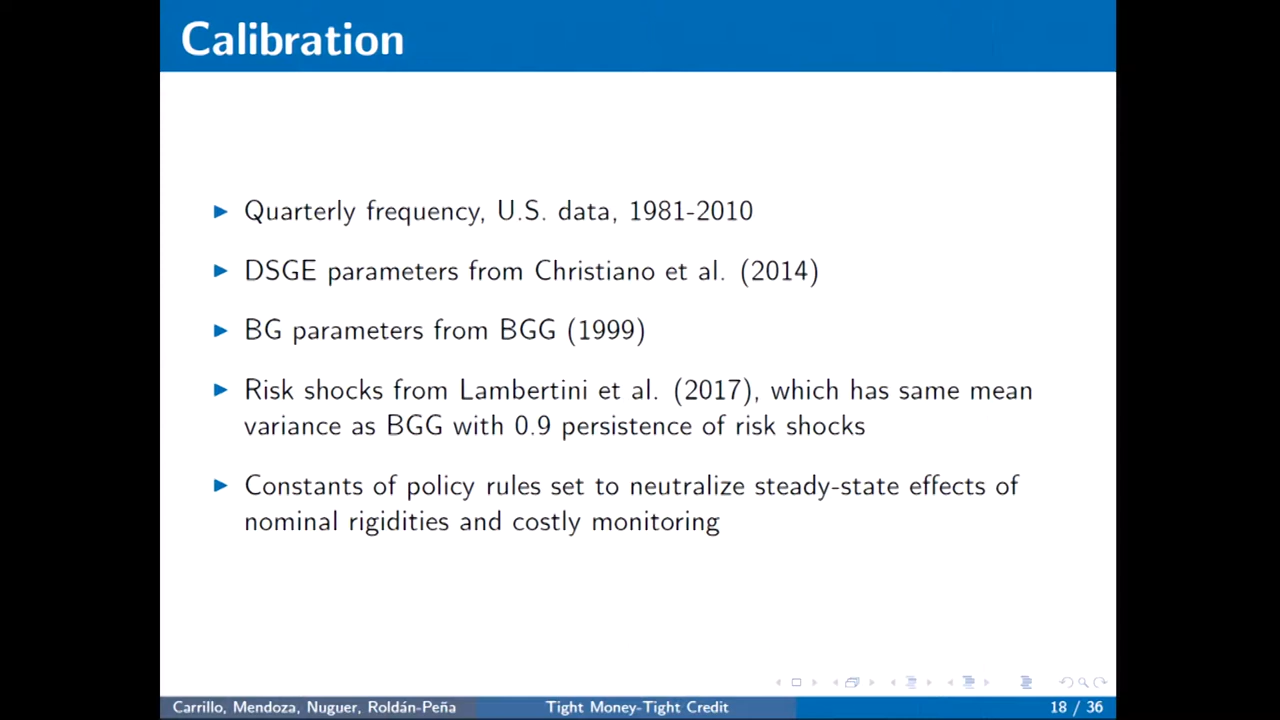 Calibration
Quarterly frequency, U.S. data, 1981-2010
DSGE parameters from Christiano et al. (2014)
BG parameters from BGG (1999)
Risk shocks from Lambertini et al. (2017), which has same mean
variance as BGG with 0.9 persistence of risk shocks
Constants of policy rules set to neutralize steady-state effects of
nominal rigidities and costly monitoring
Carrillo, Mendoza, Nuguer, Roldán-Peña Tight Money-Tight Credit 18 / 36